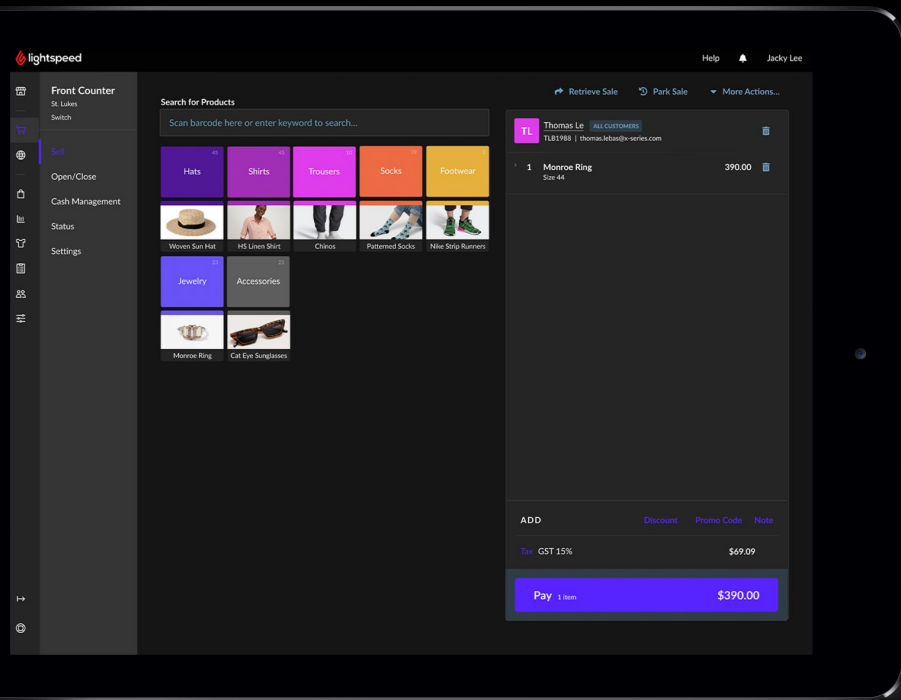 lightspeed
Help
Jacky Lee
Front Counter
St. Lukes
Switch
Sell
Open/Close
Cash Management
Status
Settings
Search for Products
Scan barcode here or enter keyword to search...
45
Hats
45
Shirts
Trousers
Socks
Footwear
Woven Sun Hat
HS Linen Shirt
Chinos
Patterned Socks
Nike Strip Runners
23
Jewelry
Accessories
Monroe Ring
Cat Eye Sunglasses
Retrieve Sale
Park Sale
More Actions...
TL
Thomas Le ALL CUSTOMERS
TLB1988 | thomas.lebas@x-series.com
1 Monroe Ring 390.00
Size 44
ADD Discount Promo Code Note
Tax GST 15% $69.09
Pay 1 item $390.00